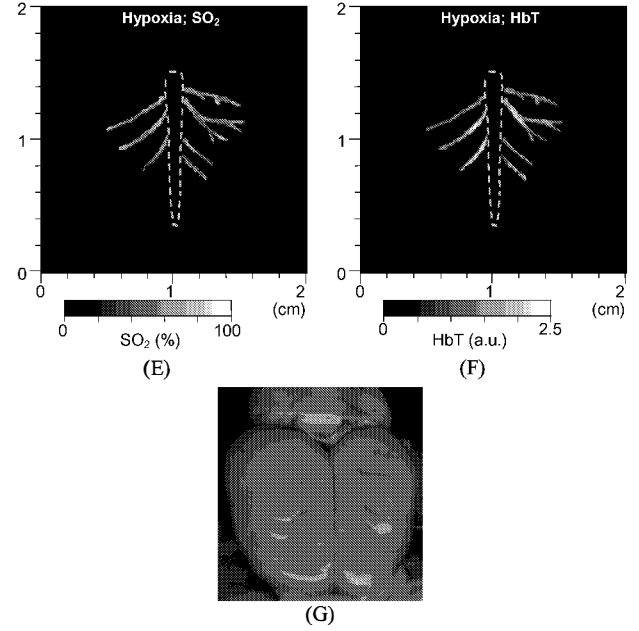 Hypoxia; SO₂
2
1
0
0
1
2
(cm)
0
100
SO₂ (%)
(E)
Hypoxia; HbT
2
1
0
0
1
2
(cm)
0
2.5
HbT (a.u.)
(F)
(G)